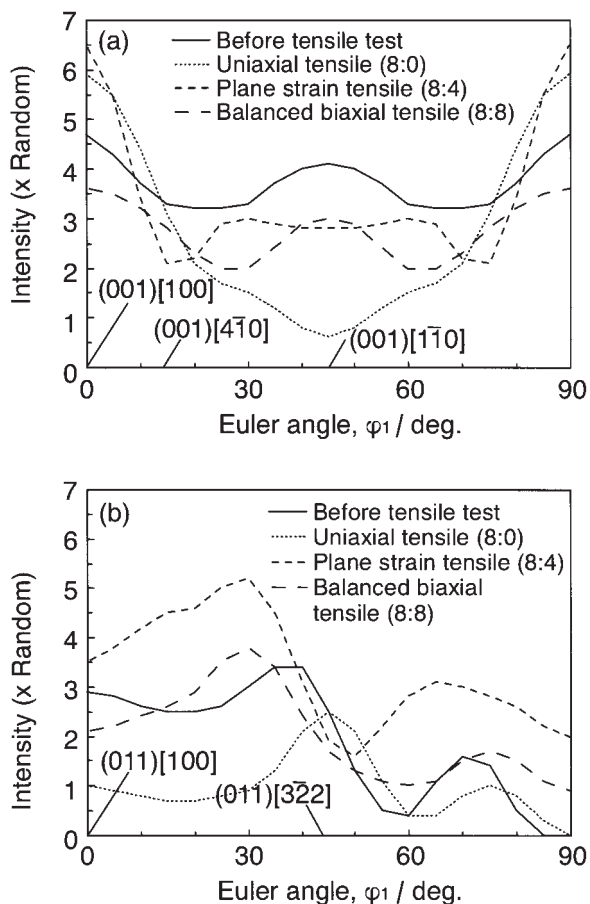 (a)
Before tensile test
Uniaxial tensile (8:0)
Plane strain tensile (8:4)
Balanced biaxial tensile (8:8)
Intensity (x Random)
7
6
5
4
3
2
1
0
(001)[100]
(001)[41̅0]
(001)[11̅0]
0 30 60 90
Euler angle, φ1 / deg.
(b)
Before tensile test
Uniaxial tensile (8:0)
Plane strain tensile (8:4)
Balanced biaxial
tensile (8:8)
Intensity (x Random)
7
6
5
4
3
2
1
0
(011)[100]
(011)[32̅2]
0 30 60 90
Euler angle, φ1 / deg.